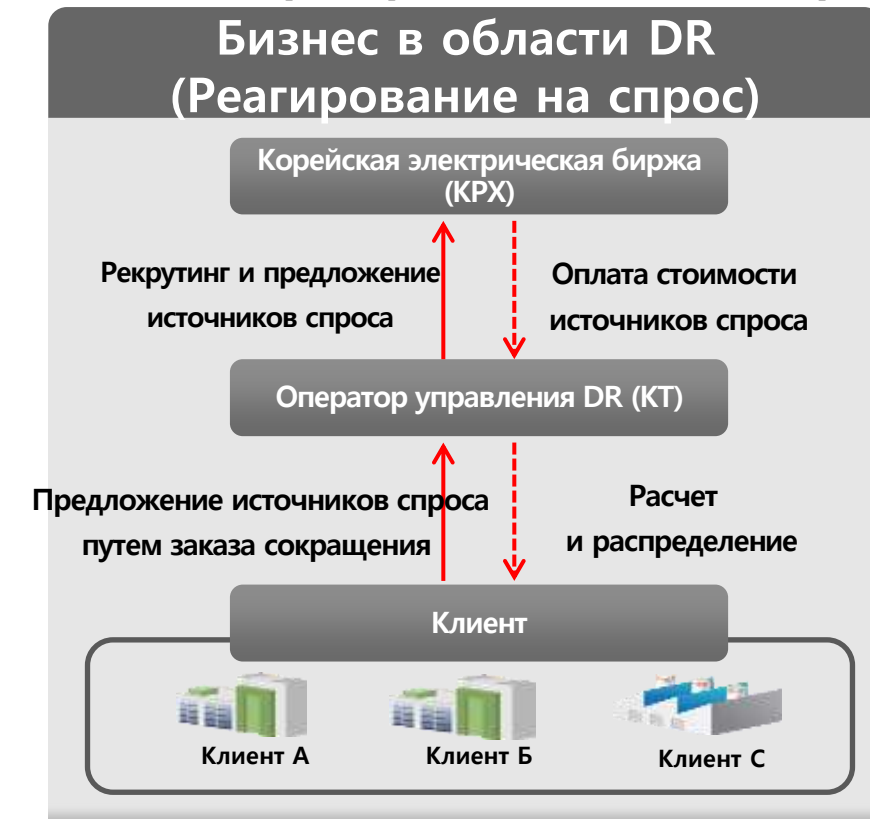 Бизнес в области DR
(Реагирование на спрос)
Корейская электрическая биржа
(KPX)
Рекрутинг и предложение
источников спроса
Оплата стоимости
источников спроса
Оператор управления DR (KT)
Предложение источников спроса
путем заказа сокращения
Расчет
и распределение
Клиент
Клиент А
Клиент Б
Клиент С